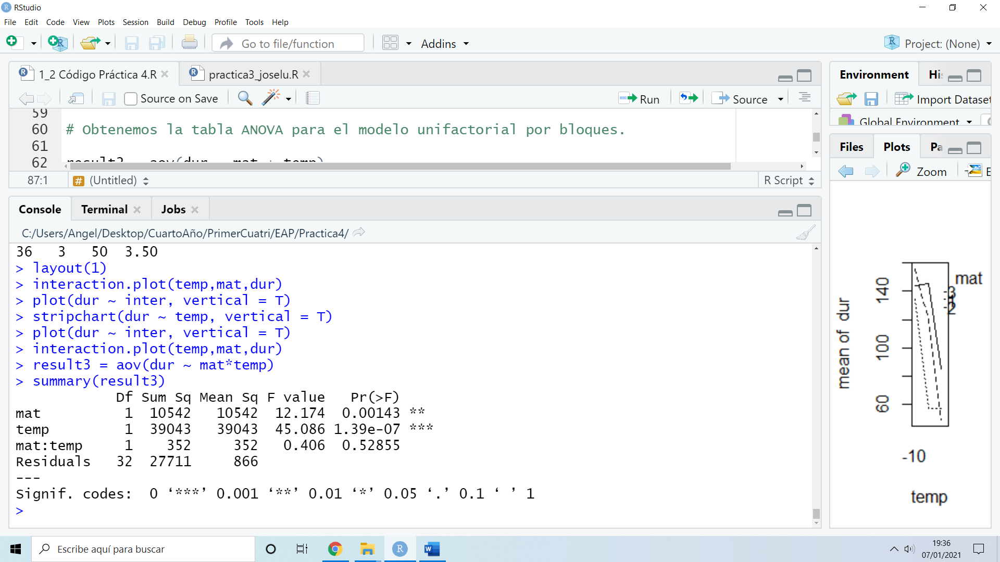 RStudio
File Edit Code View Plots Session Build Debug Profile Tools Help
Go to file/function
Addins
Project: (None)
1_2 Código Práctica 4.R
practica3_joselu.R
Source on Save
Run
Source
59
60 # Obtenemos la tabla ANOVA para el modelo unifactorial por bloques.
61
62
87:1 (Untitled) R Script
Console Terminal Jobs
C:/Users/Angel/Desktop/CuartoAño/PrimerCuatri/EAP/Practica4/
36 3 50 3.50
> layout(1)
> interaction.plot(temp,mat,dur)
> plot(dur ~ inter, vertical = T)
> stripchart(dur ~ temp, vertical = T)
> plot(dur ~ inter, vertical = T)
> interaction.plot(temp,mat,dur)
> result3 = aov(dur ~ mat*temp)
> summary(result3)
Df Sum Sq Mean Sq F value Pr(>F)
mat 1 10542 10542 12.174 0.00143 **
temp 1 39043 39043 45.086 1.39e-07 ***
mat:temp 1 352 352 0.406 0.52855
Residuals 32 27711 866
---
Signif. codes: 0 ‘***’ 0.001 ‘**’ 0.01 ‘*’ 0.05 ‘.’ 0.1 ‘ ’ 1
>
Environment
Import Dataset
Global Environment
Files Plots
Zoom
mat
3
2
mean of dur
140
100
60
-10
temp
Escribe aquí para buscar
19:36
07/01/2021